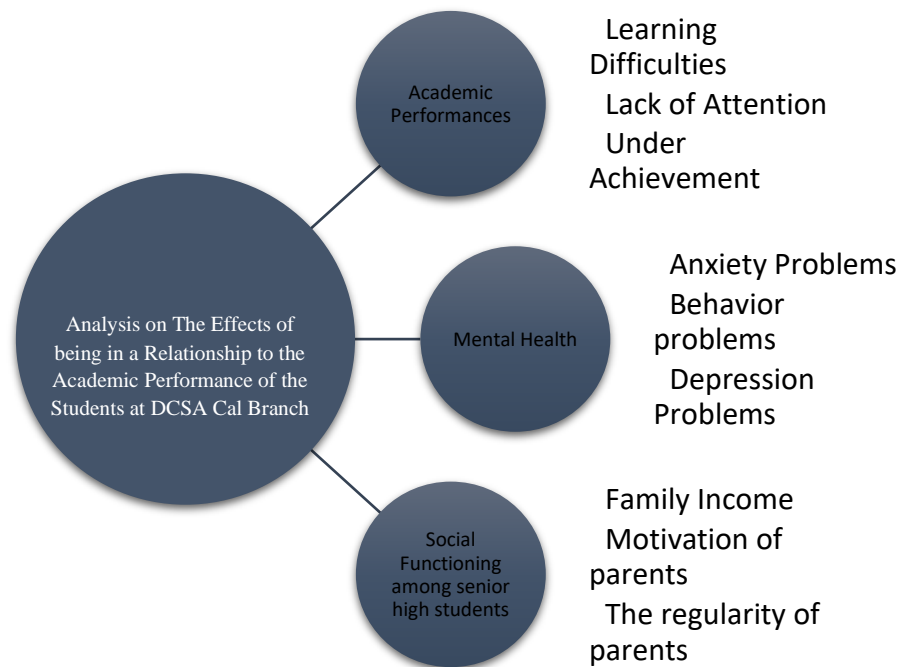 Analysis on The Effects of
being in a Relationship to the
Academic Performance of the
Students at DCSA Cal Branch
Academic
Performances
Learning
Difficulties
Lack of Attention
Under
Achievement
Mental Health
Anxiety Problems
Behavior
problems
Depression
Problems
Social
Functioning
among senior
high students
Family Income
Motivation of
parents
The regularity of
parents